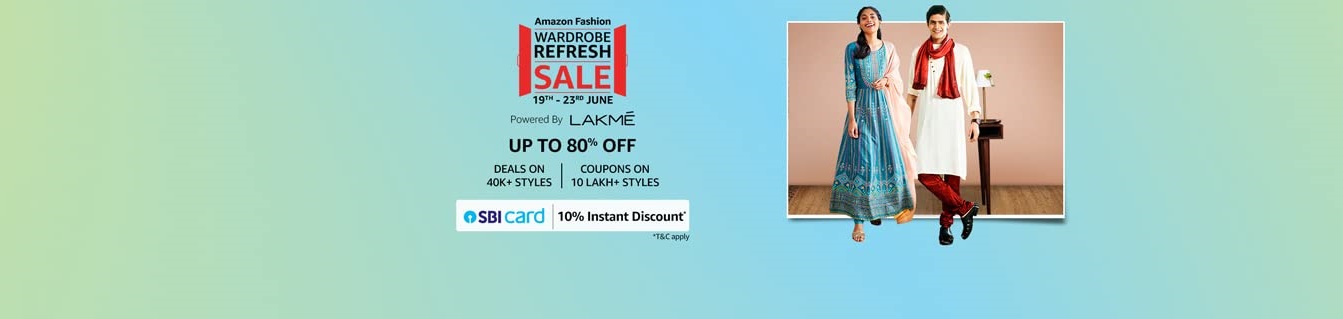 Amazon Fashion
WARDROBE
REFRESH
SALE
19TH - 23RD JUNE
Powered By LAKMÉ
UP TO 80% OFF
DEALS ON
40K+ STYLES
COUPONS ON
10 LAKH+ STYLES
SBI card 10% Instant Discount*
*T&C apply